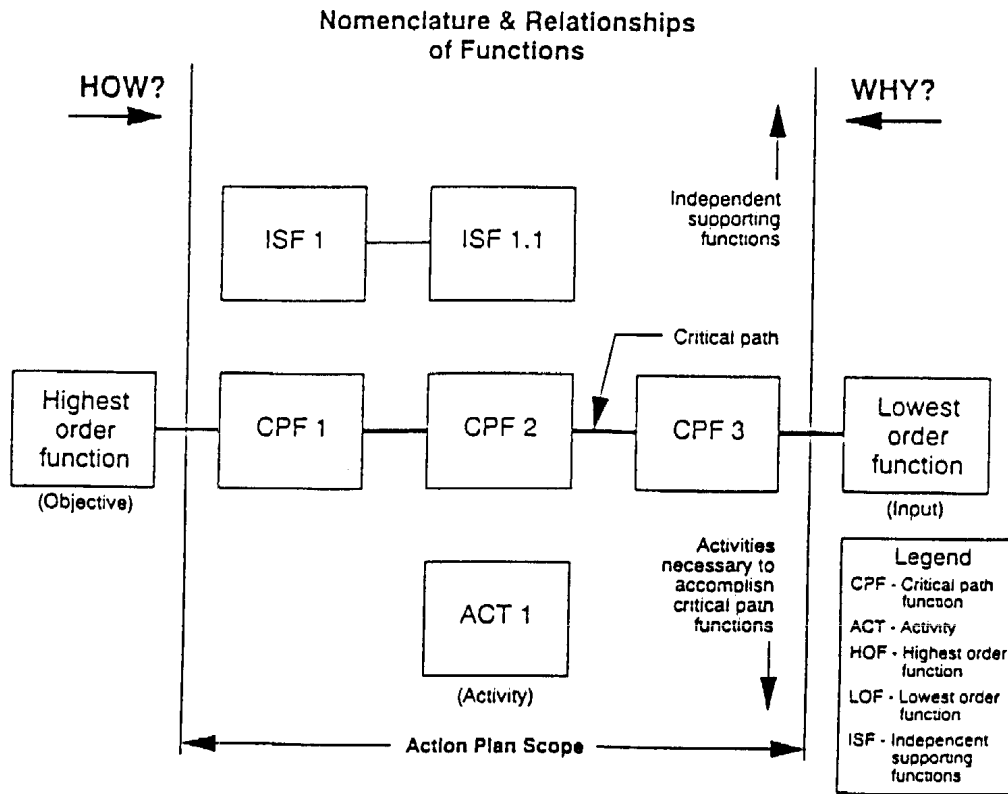 Nomenclature & Relationships
of Functions
HOW?
WHY?
Independent
supporting
functions
ISF 1
ISF 1.1
Critical path
Highest
order
function
(Objective)
CPF 1
CPF 2
CPF 3
Lowest
order
function
(Input)
Activities
necessary to
accomplish
critical path
functions
ACT 1
(Activity)
Action Plan Scope
Legend
CPF - Critical path
function
ACT - Activity
HOF - Highest order
function
LOF - Lowest order
function
ISF - Independent
supporting
functions